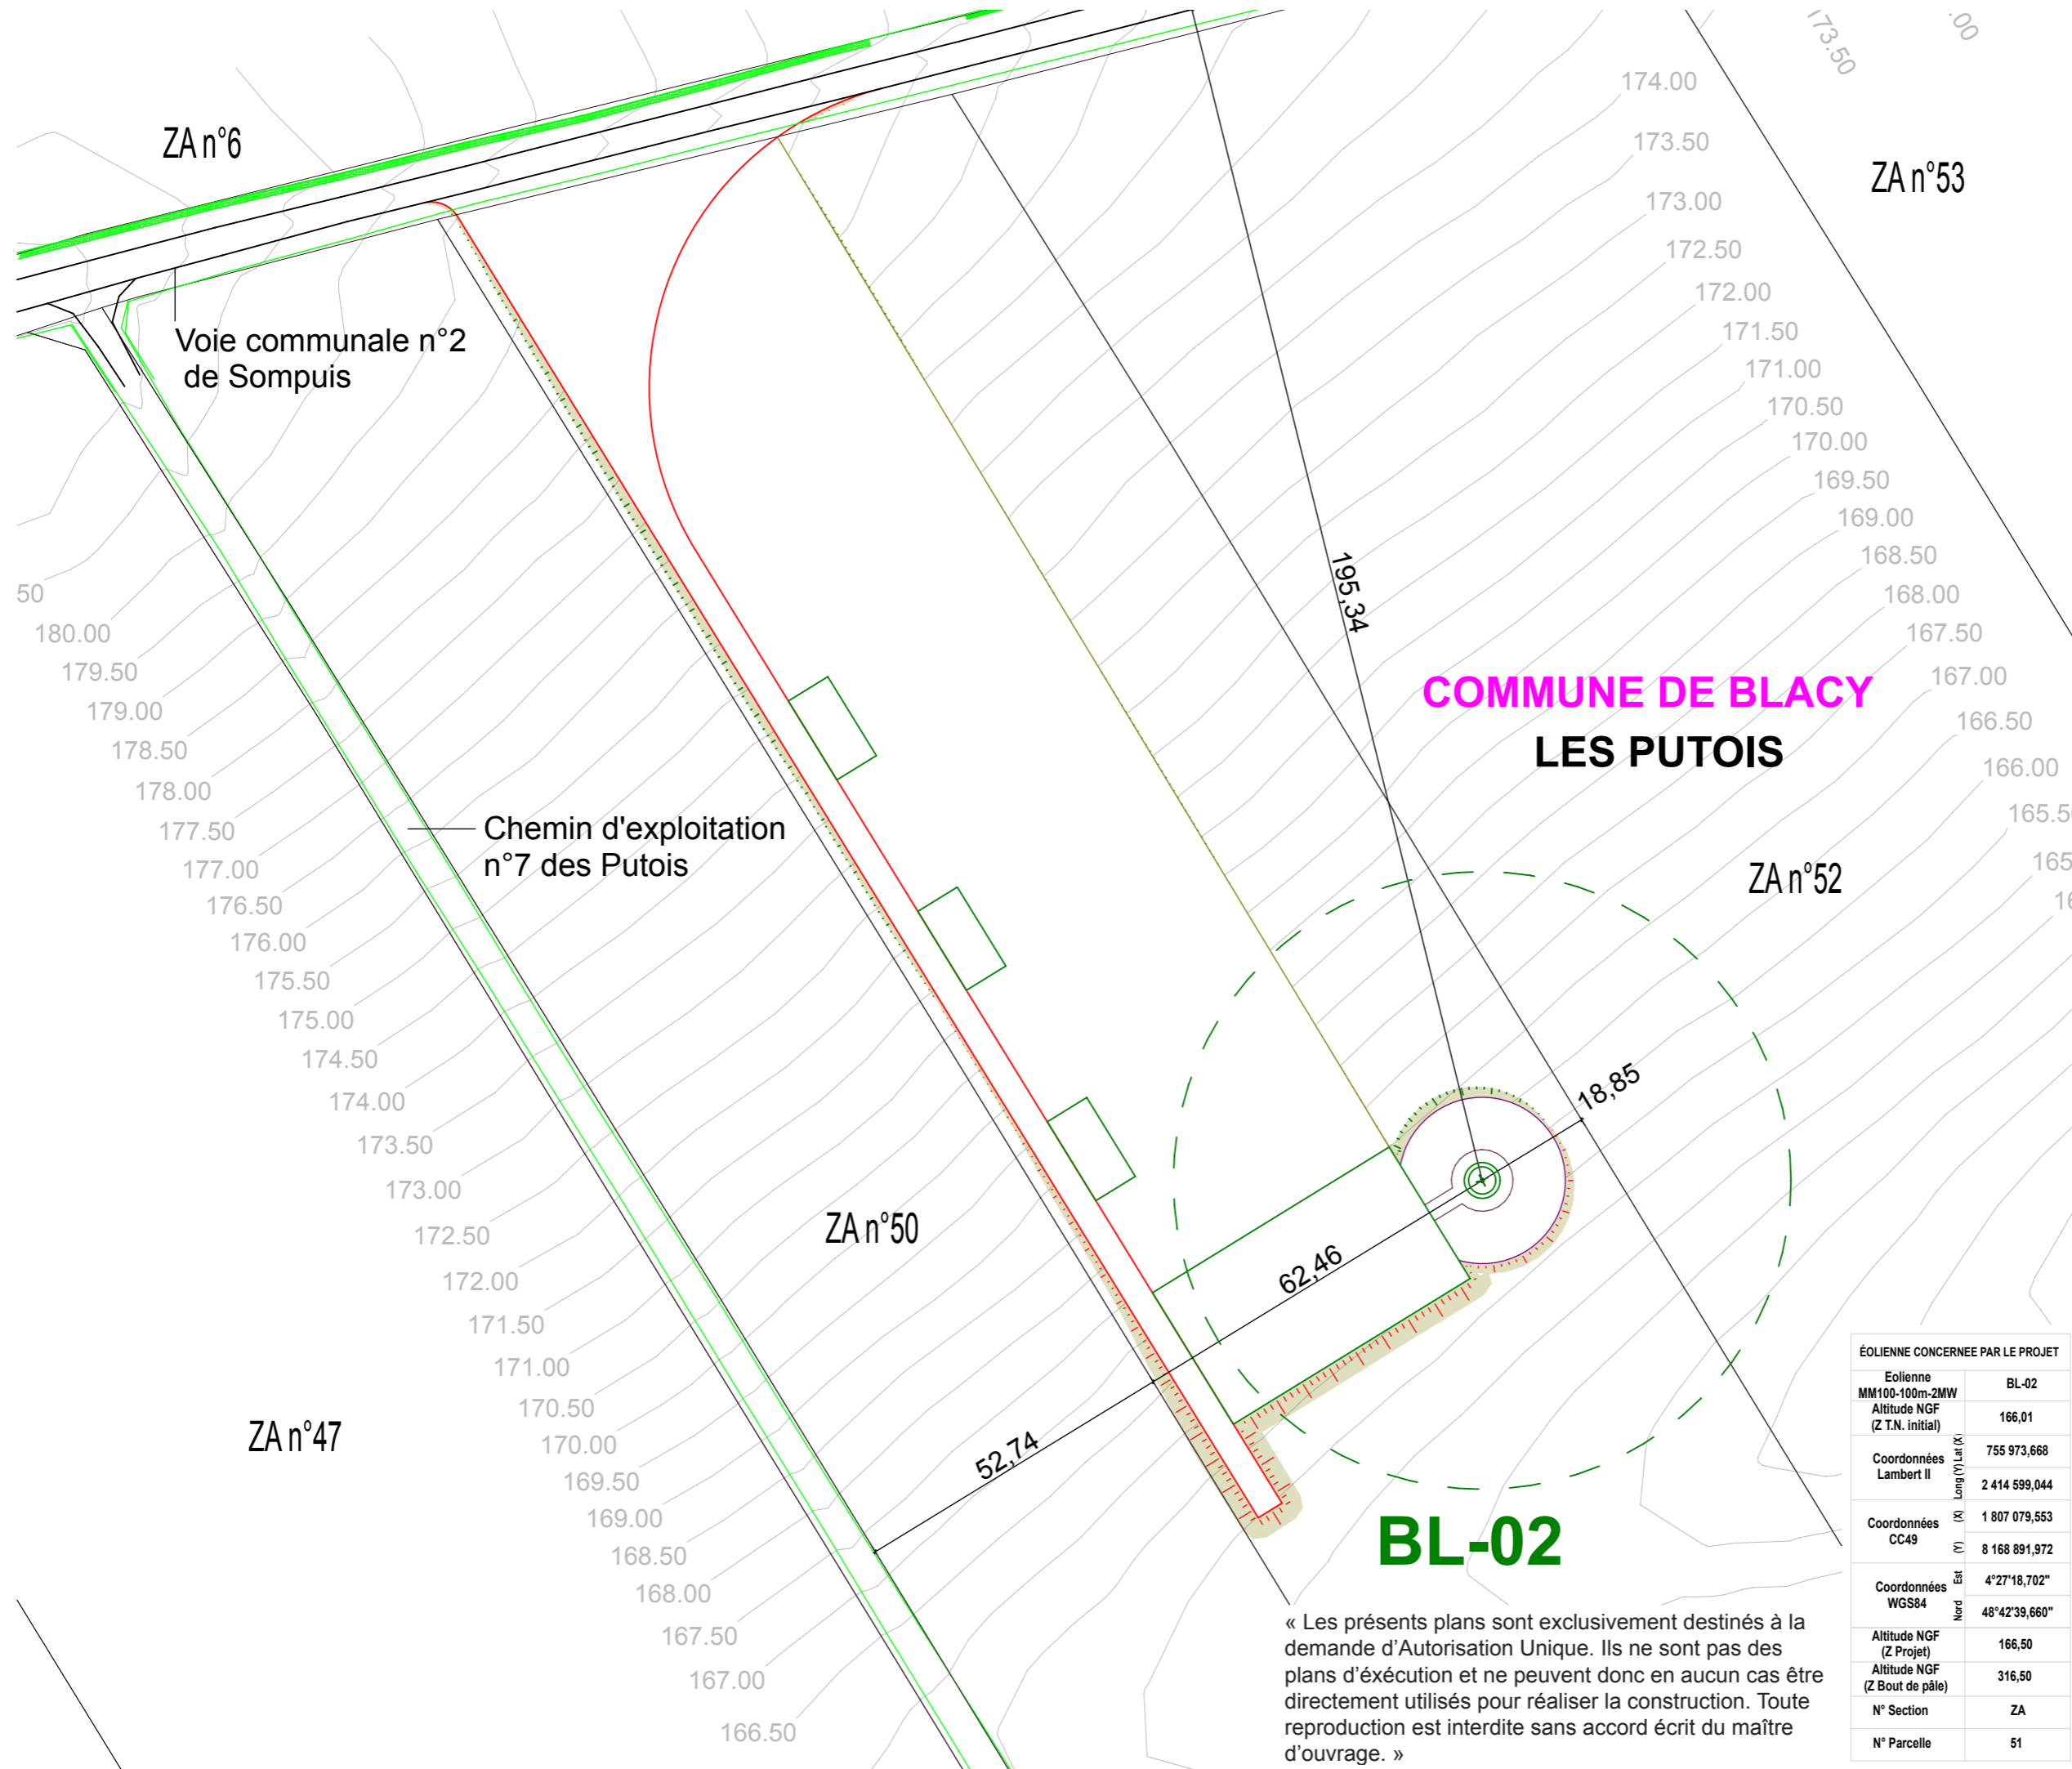 173.50
.00
174.00
173.50
173.00
172.50
172.00
171.50
171.00
170.50
170.00
169.50
169.00
168.50
168.00
167.50
167.00
166.50
166.00
165.5
165
16
ZA n°6
ZA n°53
Voie communale n°2
de Sompuis
195,34
COMMUNE DE BLACY
LES PUTOIS
Chemin d'exploitation
n°7 des Putois
ZA n°52
50
180.00
179.50
179.00
178.50
178.00
177.50
177.00
176.50
176.00
175.50
175.00
174.50
174.00
173.50
173.00
172.50
172.00
171.50
171.00
170.50
170.00
169.50
169.00
168.50
168.00
167.50
167.00
166.50
18,85
ZA n°50
62,46
52,74
ZA n°47
BL-02
« Les présents plans sont exclusivement destinés à la
demande d'Autorisation Unique. Ils ne sont pas des
plans d'éxécution et ne peuvent donc en aucun cas être
directement utilisés pour réaliser la construction. Toute
reproduction est interdite sans accord écrit du maître
d'ouvrage. »
ÉOLIENNE CONCERNEE PAR LE PROJET
Eolienne
MM100-100m-2MW
BL-02
Altitude NGF
(Z T.N. initial)
166,01
Coordonnées
Lambert II
Lat (X)
755 973,668
Long (Y)
2 414 599,044
Coordonnées
CC49
(X)
1 807 079,553
(Y)
8 168 891,972
Coordonnées
WGS84
Est
4°27'18,702"
Nord
48°42'39,660"
Altitude NGF
(Z Projet)
166,50
Altitude NGF
(Z Bout de pâle)
316,50
N° Section
ZA
N° Parcelle
51